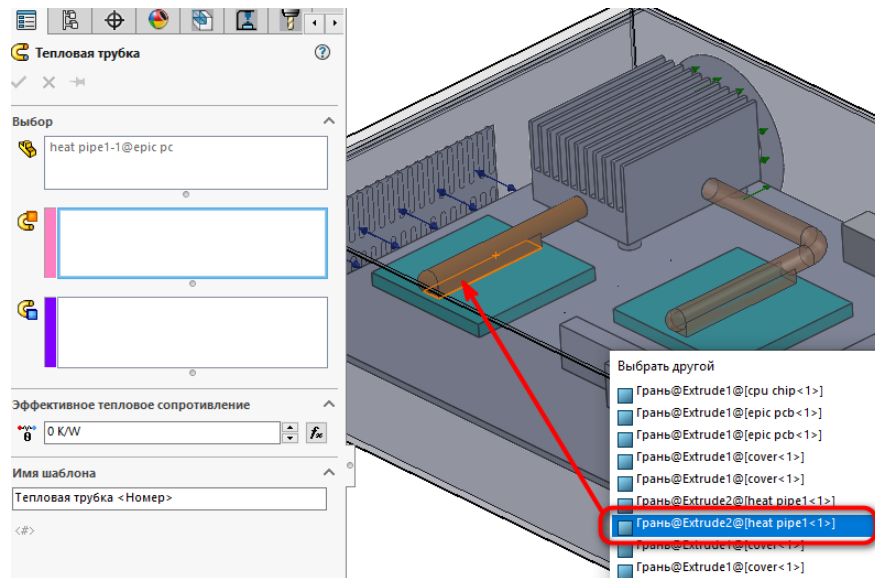 Тепловая трубка
Выбор
heat pipe1-1@epic pc
Эффективное тепловое сопротивление
θ
0 K/W
fx
Имя шаблона
Тепловая трубка <Номер>
<#>
Выбрать другой
Грань@Extrude1@[cpu chip<1>]
Грань@Extrude1@[epic pcb<1>]
Грань@Extrude1@[epic pcb<1>]
Грань@Extrude1@[cover<1>]
Грань@Extrude1@[cover<1>]
Грань@Extrude2@[heat pipe1<1>]
Грань@Extrude2@[heat pipe1<1>]
Грань@Extrude1@[cover<1>]
Грань@Extrude1@[cover<1>]